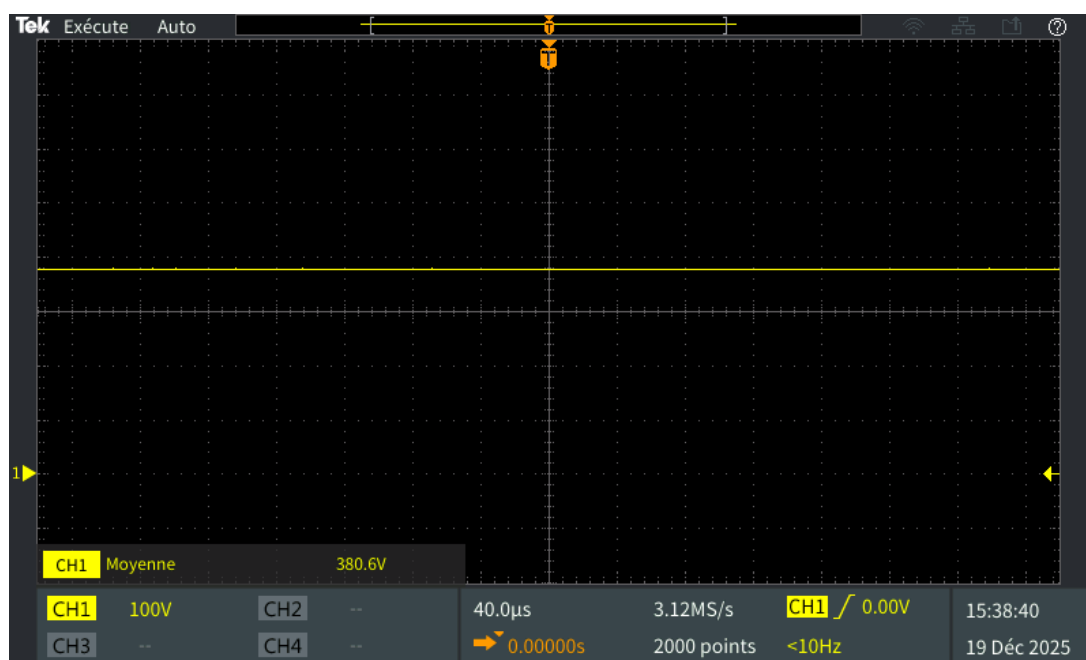 Tek Exécute Auto T
T
1
CH1 Moyenne 380.6V
CH1 100V CH2 -- 40.0µs 3.12MS/s CH1 0.00V 15:38:40
CH3 -- CH4 -- 0.00000s 2000 points <10Hz 19 Déc 2025